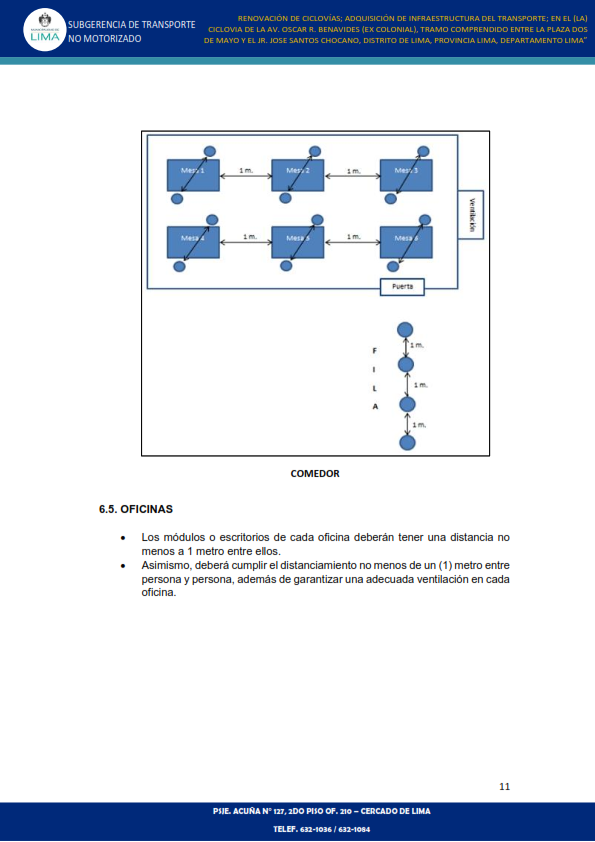 LIMA
SUBGERENCIA DE TRANSPORTE
NO MOTORIZADO
RENOVACIÓN DE CICLOVÍAS; ADQUISICIÓN DE INFRAESTRUCTURA DEL TRANSPORTE; EN EL (LA)
CICLOVIA DE LA AV. OSCAR R. BENAVIDES (EX COLONIAL), TRAMO COMPRENDIDO ENTRE LA PLAZA DOS
DE MAYO Y EL JR. JOSE SANTOS CHOCANO, DISTRITO DE LIMA, PROVINCIA LIMA, DEPARTAMENTO LIMA"
Mesa 1
1 m.
Mesa 2
1 m.
Mesa 3
Ventilación
Mesa 4
1 m.
Mesa 5
1 m.
Mesa 6
Puerta
F
I
L
A
1 m.
1 m.
1 m.
COMEDOR
6.5. OFICINAS
• Los módulos o escritorios de cada oficina deberán tener una distancia no
menos a 1 metro entre ellos.
• Asimismo, deberá cumplir el distanciamiento no menos de un (1) metro entre
persona y persona, además de garantizar una adecuada ventilación en cada
oficina.
11
PSJE. ACUÑA N° 127, 2DO PISO OF. 210 – CERCADO DE LIMA
TELEF. 632-1036 / 632-1084